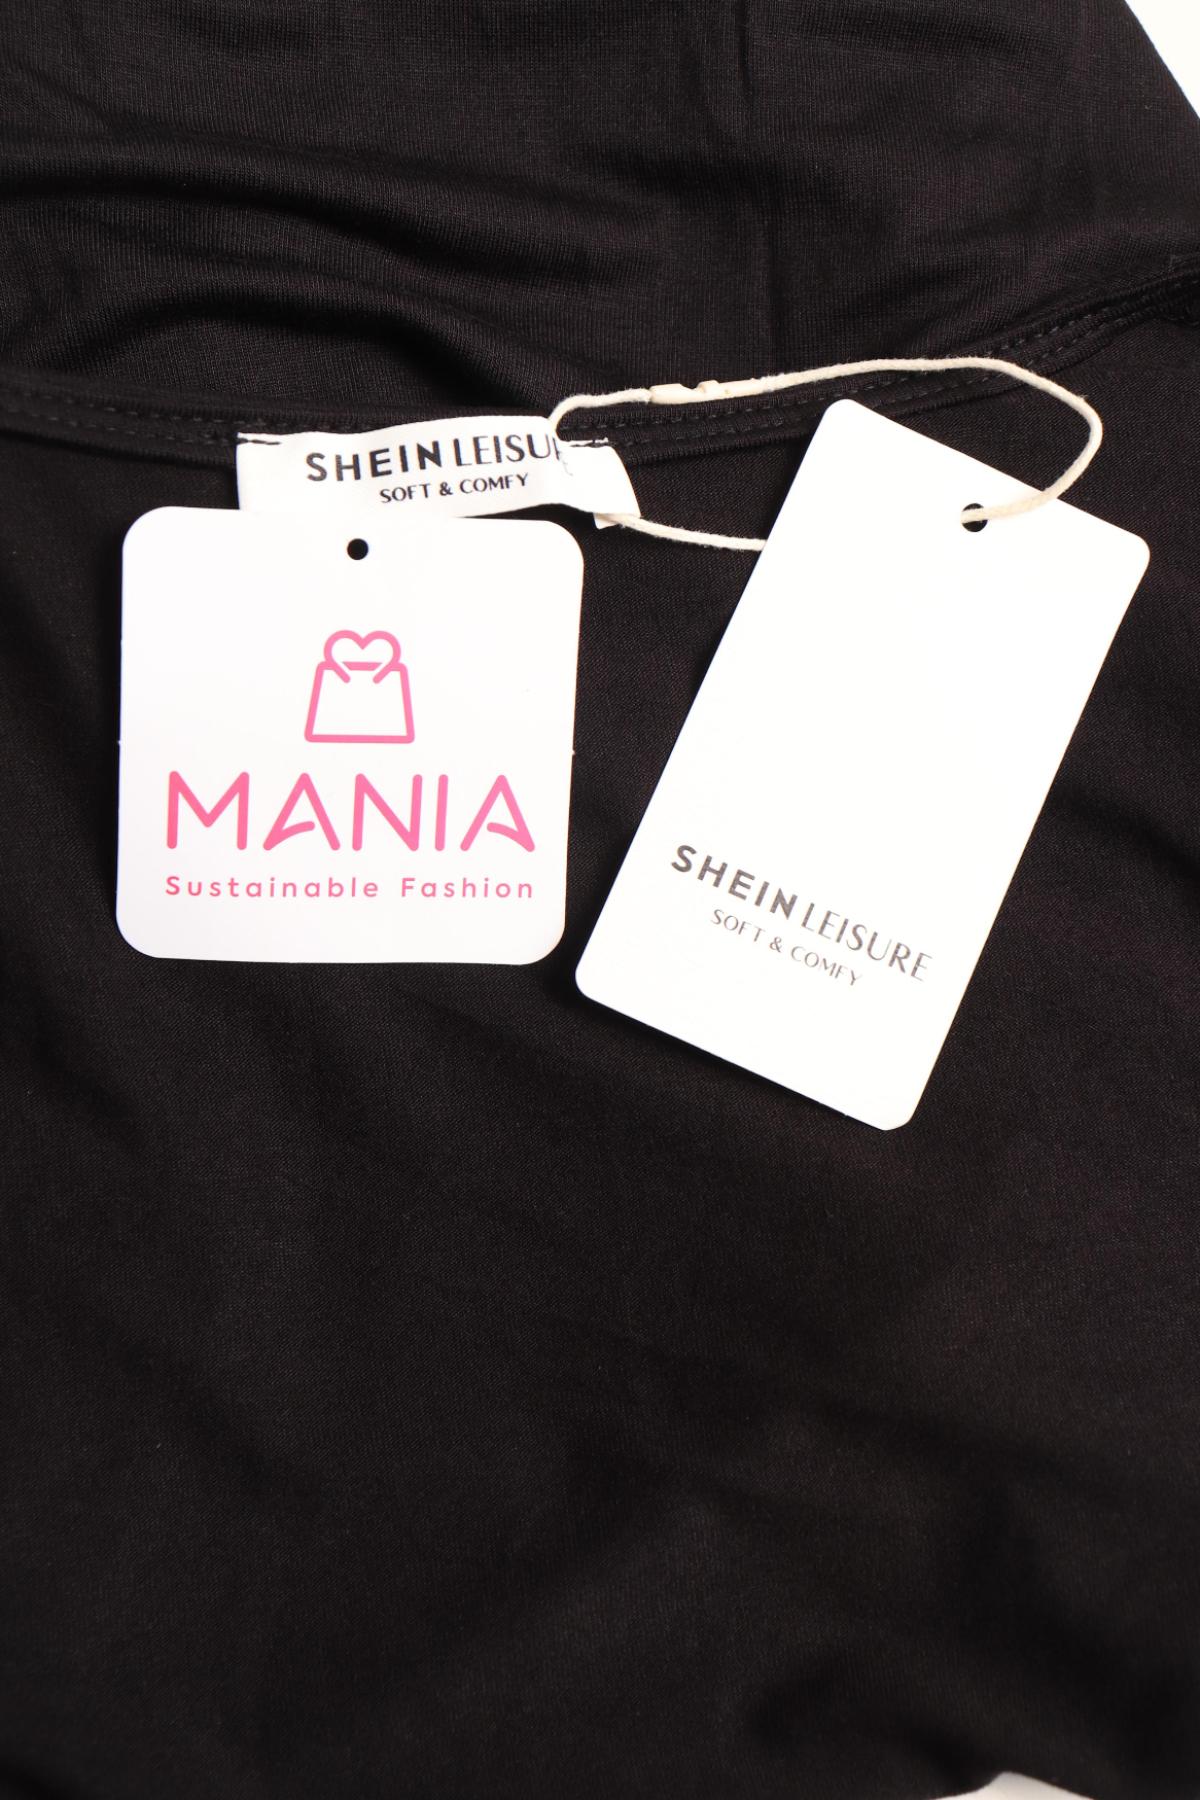 SHEIN LEISURE
SOFT & COMFY
MANIA
Sustainable Fashion
SHEIN LEISURE
SOFT & COMFY